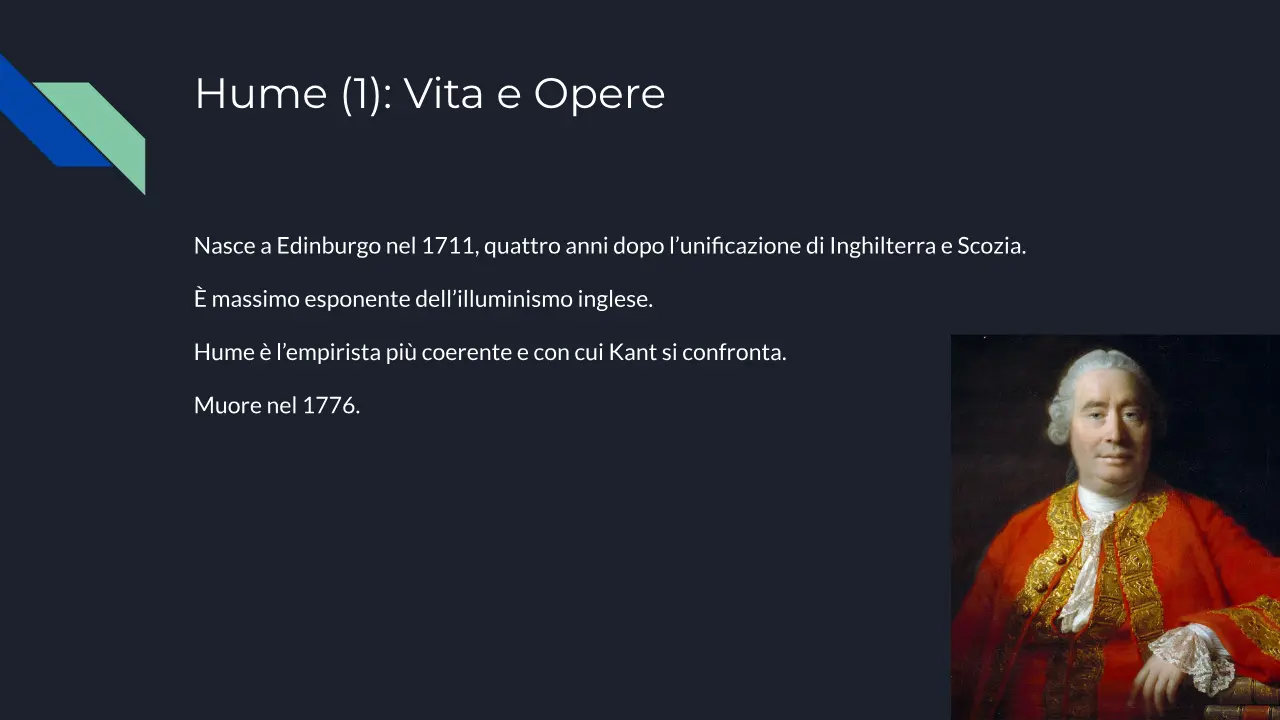 Hume (1): Vita e Opere
Nasce a Edinburgo nel 1711, quattro anni dopo l’unificazione di Inghilterra e Scozia.
È massimo esponente dell’illuminismo inglese.
Hume è l’empirista più coerente e con cui Kant si confronta.
Muore nel 1776.